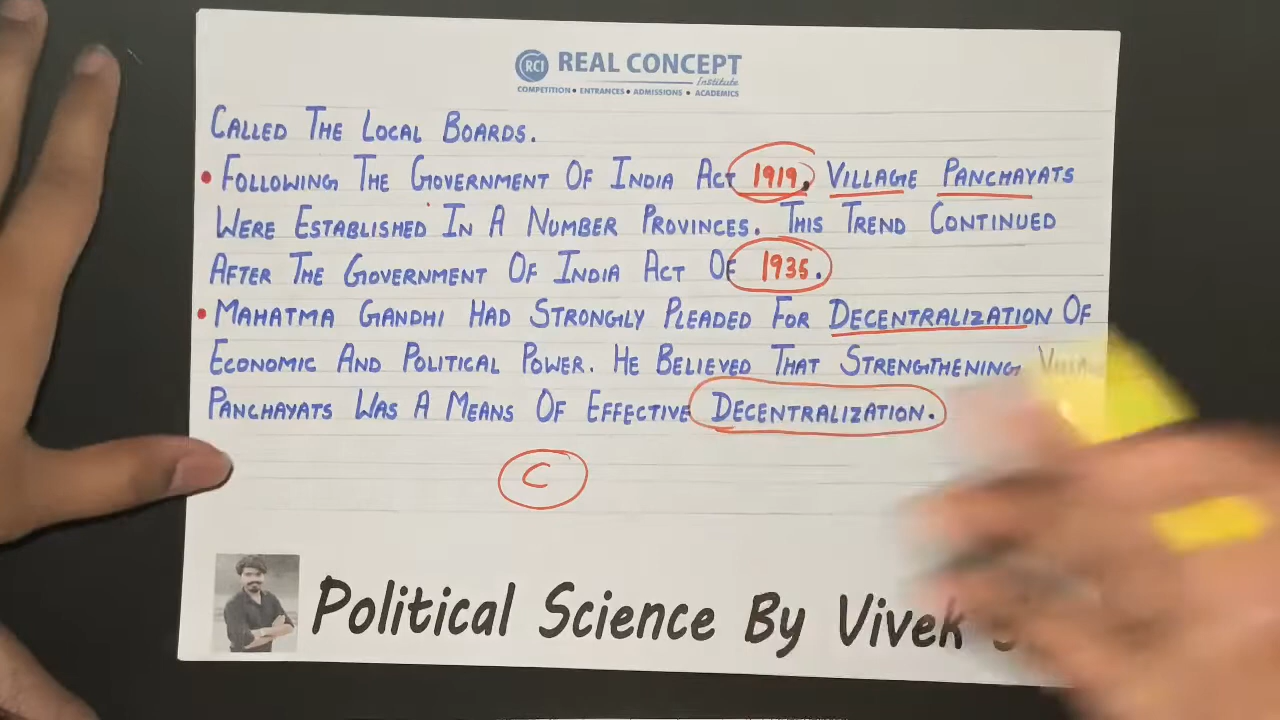 RCI REAL CONCEPT
Institute
COMPETITION • ENTRANCES • ADMISSIONS • ACADEMICS
CALLED THE LOCAL BOARDS.
• FOLLOWING THE GOVERNMENT OF INDIA ACT 1919, VILLAGE PANCHAYATS
WERE ESTABLISHED IN A NUMBER PROVINCES. THIS TREND CONTINUED
AFTER THE GOVERNMENT OF INDIA ACT OF 1935.
• MAHATMA GANDHI HAD STRONGLY PLEADED FOR DECENTRALIZATION OF
ECONOMIC AND POLITICAL POWER. HE BELIEVED THAT STRENGTHENING
PANCHAYATS WAS A MEANS OF EFFECTIVE DECENTRALIZATION.
C
Political Science By Vivek